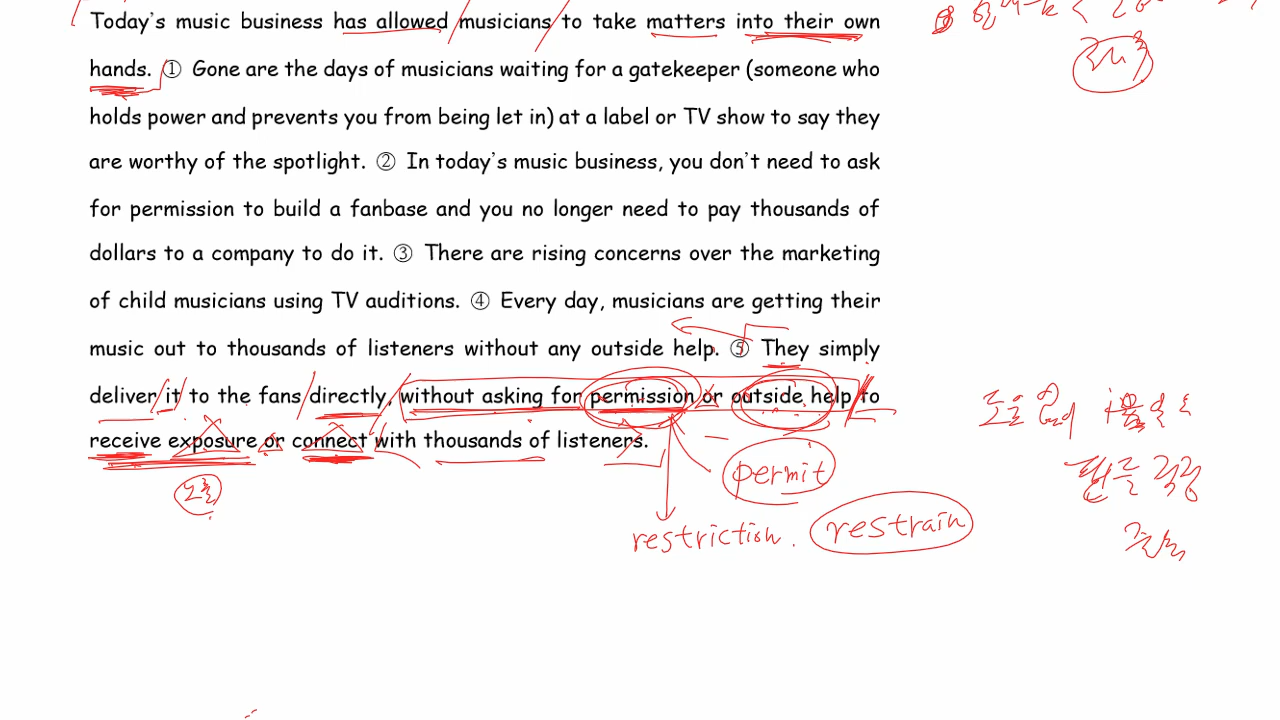 Today's music business has allowed musicians to take matters into their own
hands. ① Gone are the days of musicians waiting for a gatekeeper (someone who
holds power and prevents you from being let in) at a label or TV show to say they
are worthy of the spotlight. ② In today's music business, you don't need to ask
for permission to build a fanbase and you no longer need to pay thousands of
dollars to a company to do it. ③ There are rising concerns over the marketing
of child musicians using TV auditions. ④ Every day, musicians are getting their
music out to thousands of listeners without any outside help. ⑤ They simply
deliver it to the fans directly, without asking for permission or outside help to
receive exposure or connect with thousands of listeners.
permit
노출
restriction. restrain